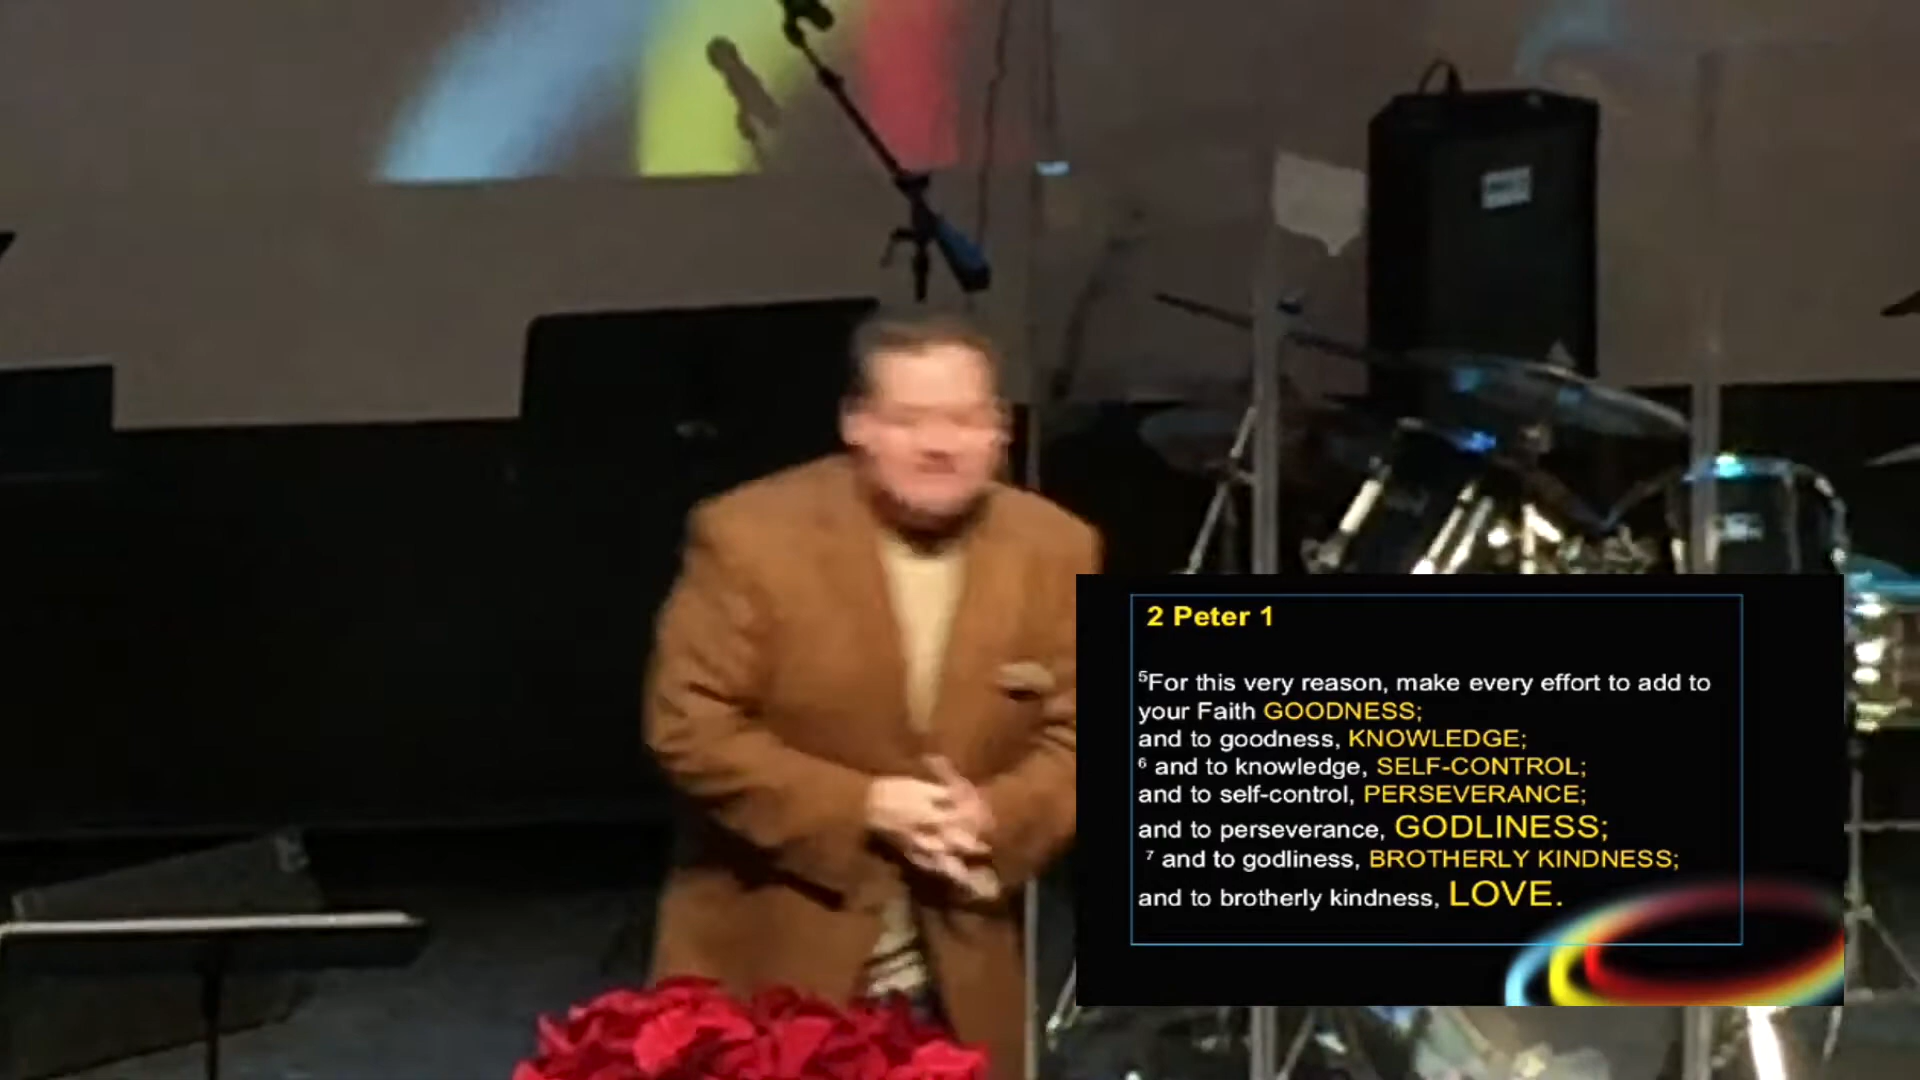 2 Peter 1
⁵For this very reason, make every effort to add to
your Faith GOODNESS;
and to goodness, KNOWLEDGE;
⁶ and to knowledge, SELF-CONTROL;
and to self-control, PERSEVERANCE;
and to perseverance, GODLINESS;
⁷ and to godliness, BROTHERLY KINDNESS;
and to brotherly kindness, LOVE.